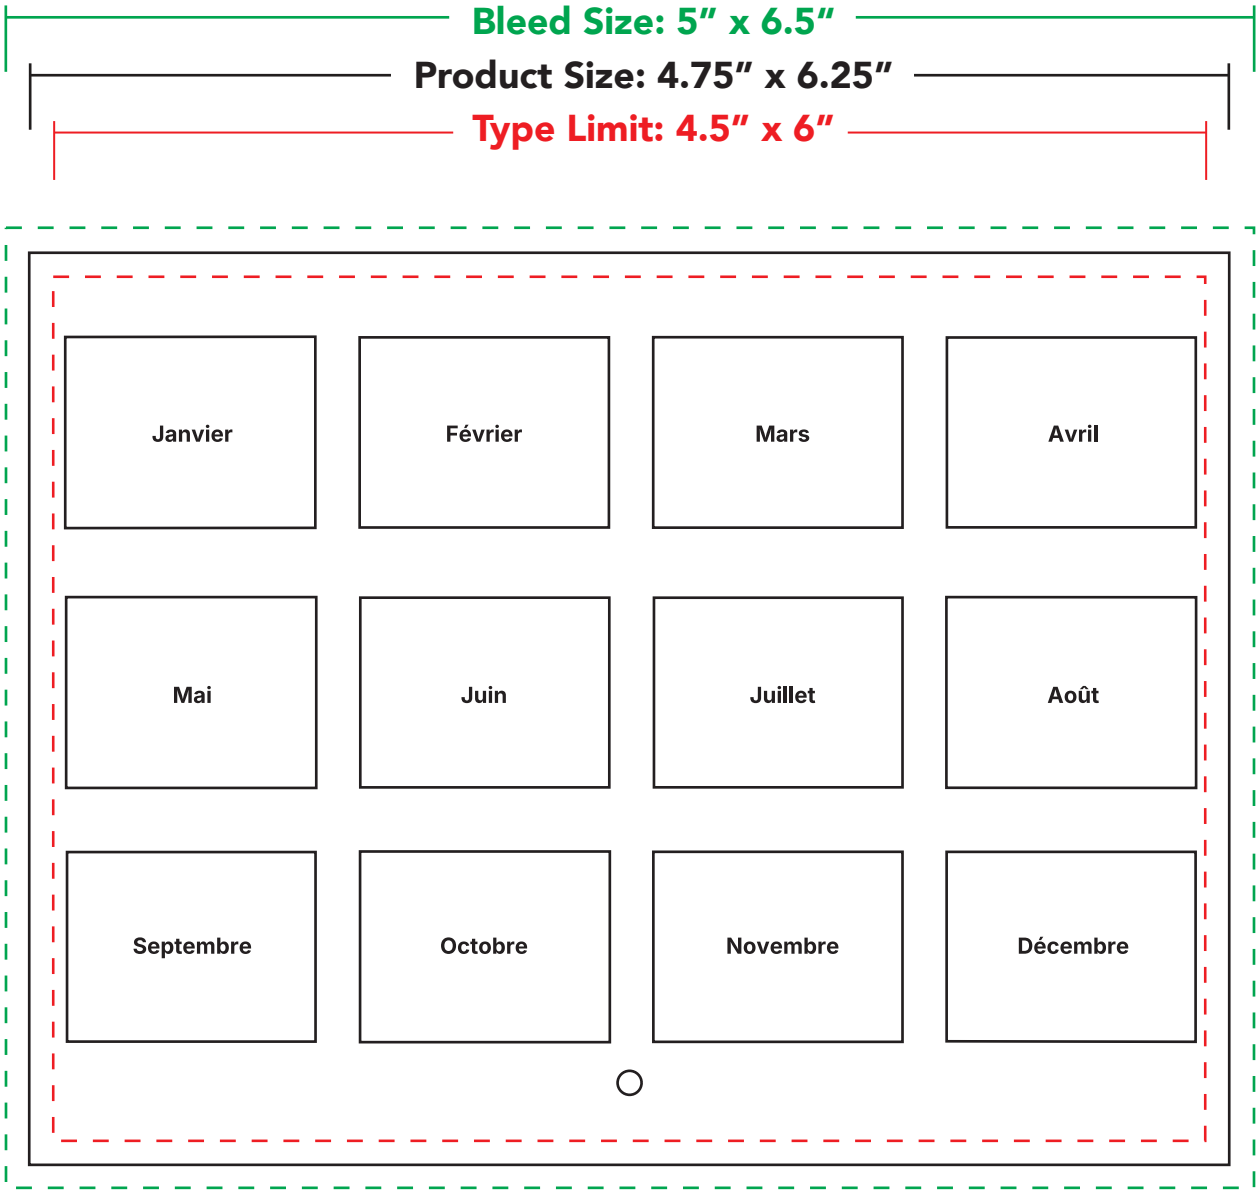 Bleed Size: 5” x 6.5“
Product Size: 4.75” x 6.25”
Type Limit: 4.5” x 6”
Janvier Février Mars Avril
Mai Juin Juillet Août
Septembre Octobre Novembre Décembre